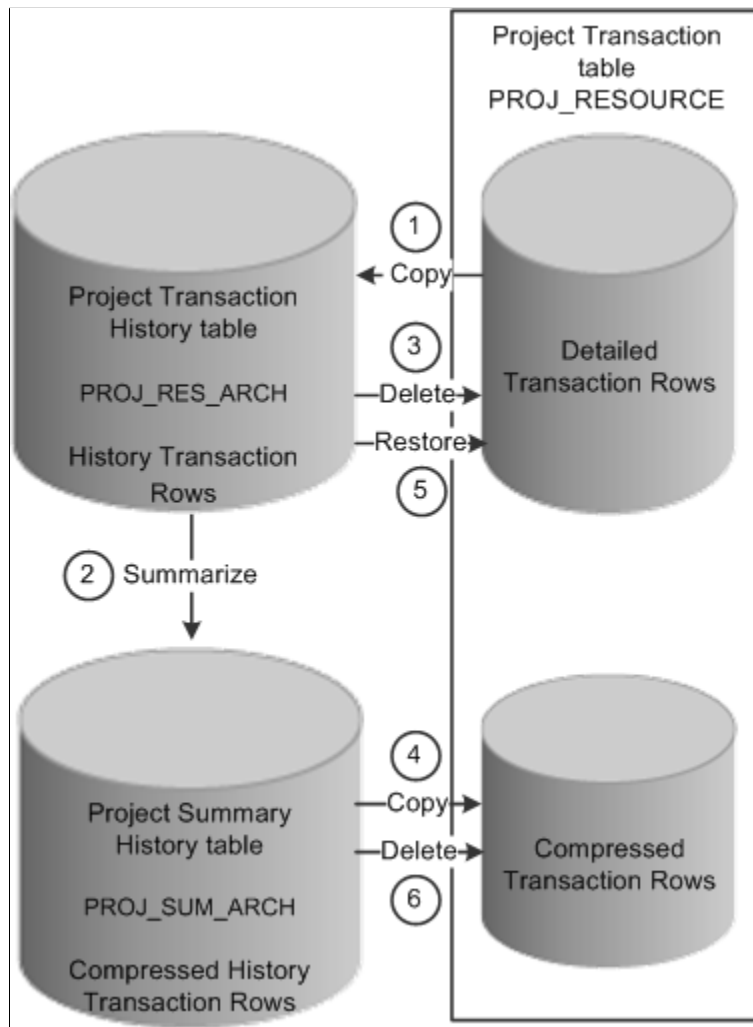 Project Transaction
table
PROJ_RESOURCE
1
Copy
Project Transaction
History table
PROJ_RES_ARCH
History Transaction
Rows
3
Delete
Restore
5
Detailed
Transaction Rows
2
Summarize
4
Copy
Delete
6
Project Summary
History table
PROJ_SUM_ARCH
Compressed History
Transaction Rows
Compressed
Transaction Rows